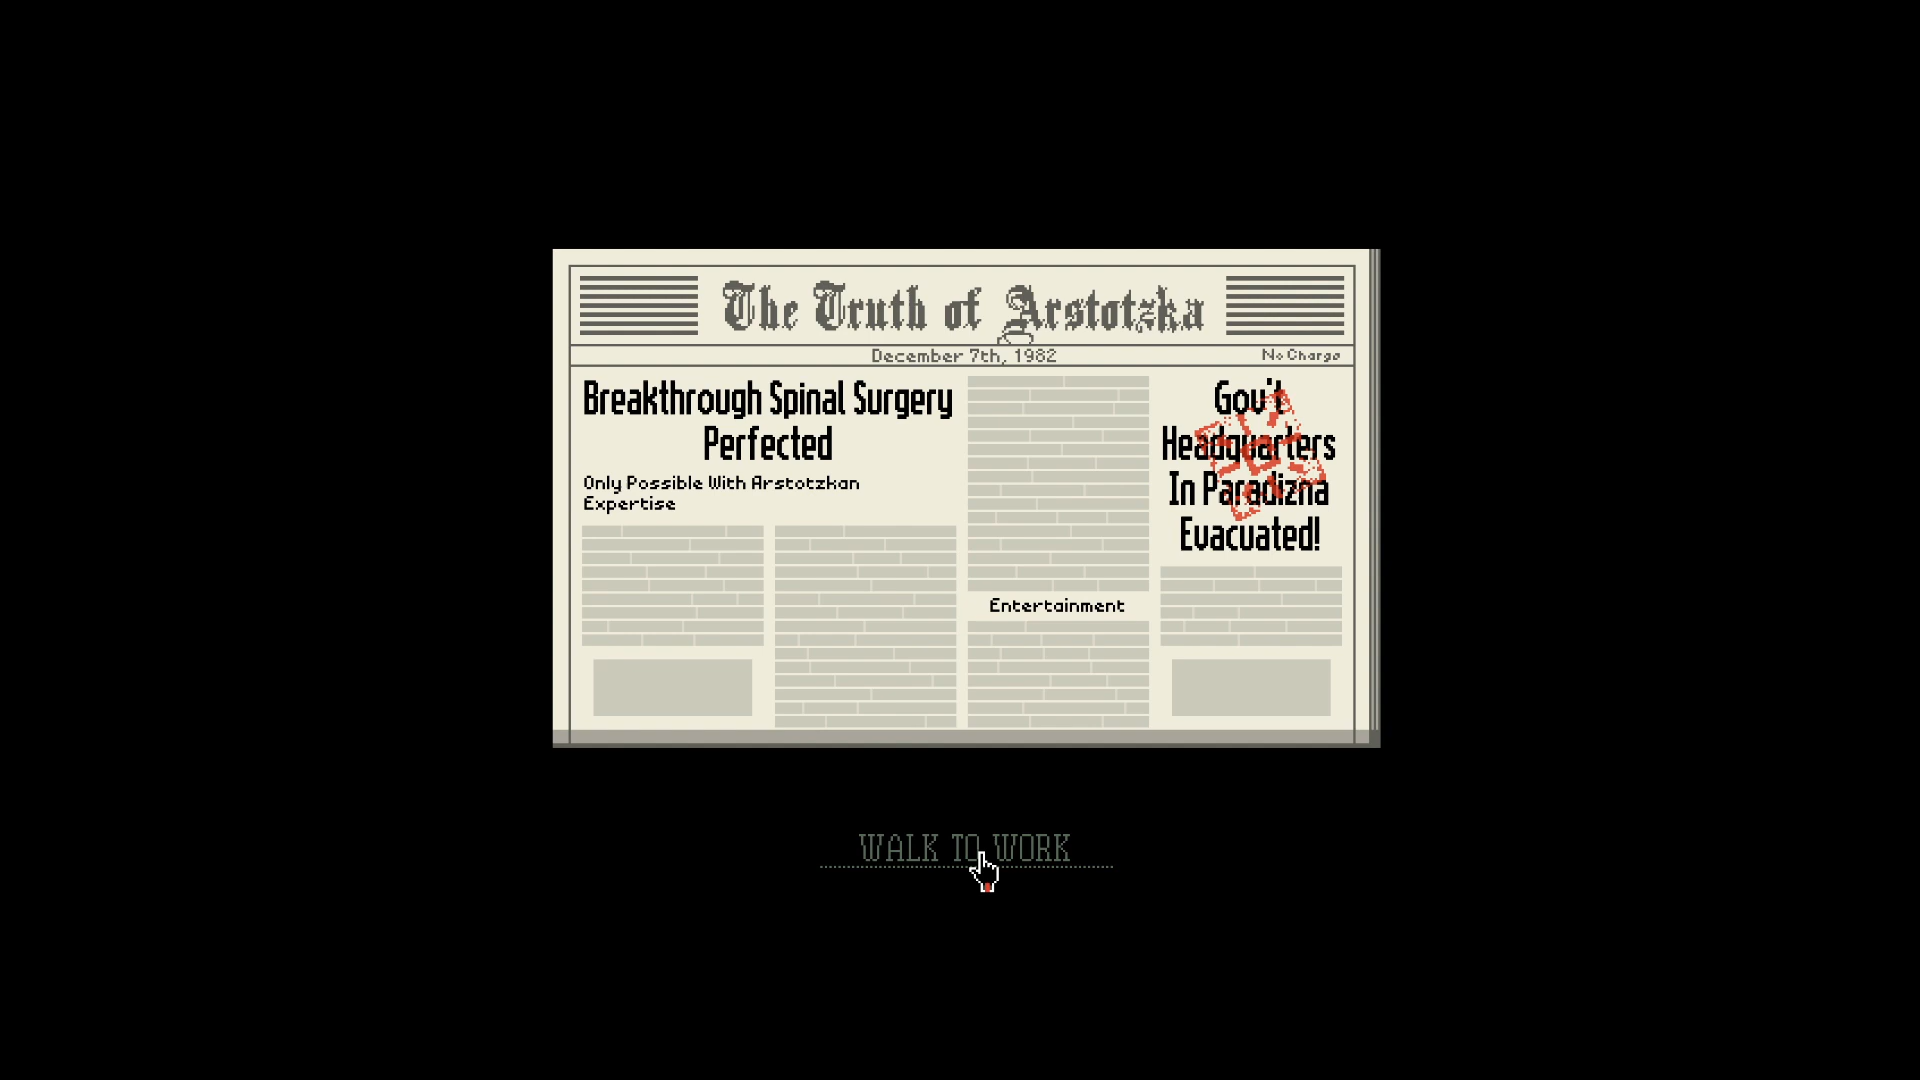 The Truth of Arstotzka
December 7th, 1982
No Charge
Breakthrough Spinal Surgery
Perfected
Only Possible With Arstotzkan
Expertise
Entertainment
Gov't
Headquarters
In Paradizna
Evacuated!
WALK TO WORK